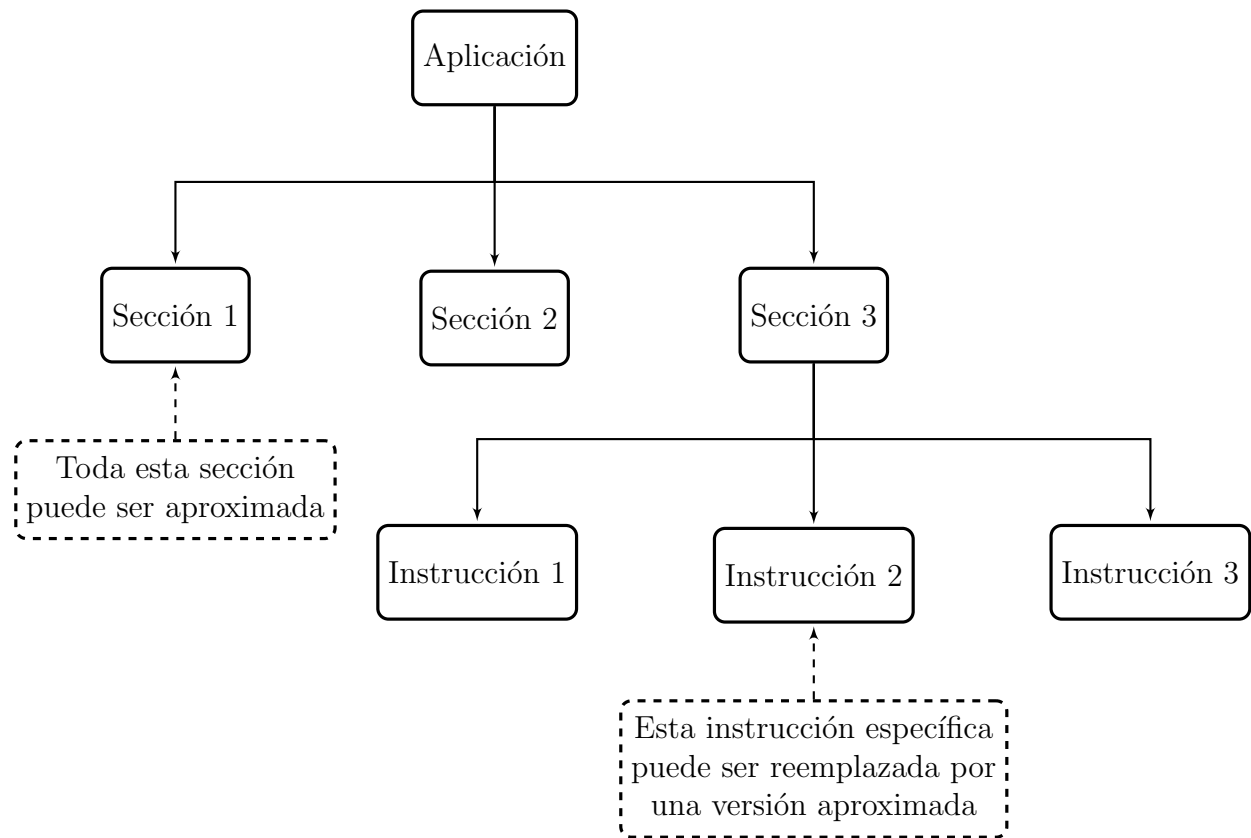 Aplicación
Sección 1
Sección 2
Sección 3
Toda esta sección
puede ser aproximada
Instrucción 1
Instrucción 2
Instrucción 3
Esta instrucción específica
puede ser reemplazada por
una versión aproximada